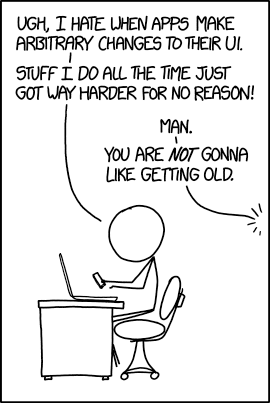 UGH, I HATE WHEN APPS MAKE
ARBITRARY CHANGES TO THEIR UI.
STUFF I DO ALL THE TIME JUST
GOT WAY HARDER FOR NO REASON!
MAN.
YOU ARE NOT GONNA
LIKE GETTING OLD.